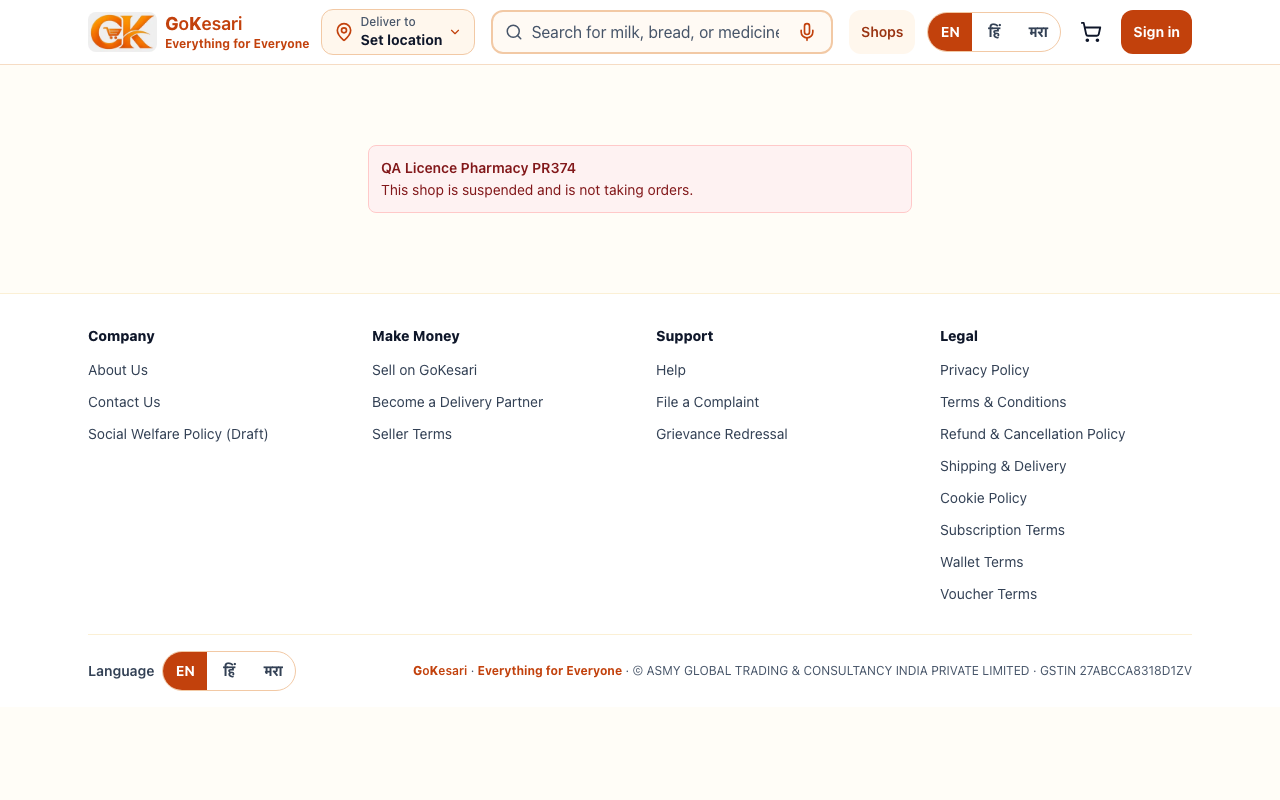 GK
GoKesari
Everything for Everyone
Deliver to
Set location
Search for milk, bread, or medicine
Shops
EN
हिं
मरा
Sign in
QA Licence Pharmacy PR374
This shop is suspended and is not taking orders.
Company
About Us
Contact Us
Social Welfare Policy (Draft)
Make Money
Sell on GoKesari
Become a Delivery Partner
Seller Terms
Support
Help
File a Complaint
Grievance Redressal
Legal
Privacy Policy
Terms & Conditions
Refund & Cancellation Policy
Shipping & Delivery
Cookie Policy
Subscription Terms
Wallet Terms
Voucher Terms
Language
EN
हिं
मरा
GoKesari · Everything for Everyone · © ASMY GLOBAL TRADING & CONSULTANCY INDIA PRIVATE LIMITED · GSTIN 27ABCCA8318D1ZV